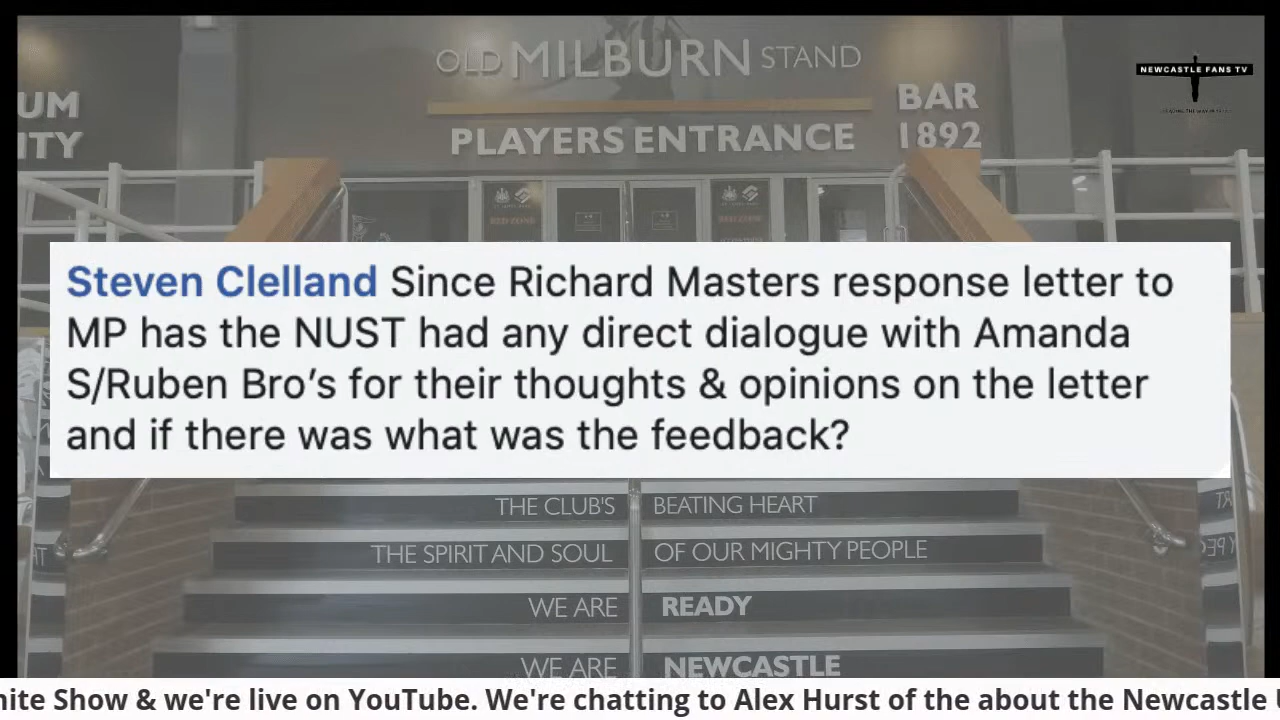 OLD MILBURN STAND
NEWCASTLE FANS TV
UM
ITY
BAR
1892
PLAYERS ENTRANCE
RED ZONE
RED ZONE
Steven Clelland Since Richard Masters response letter to
MP has the NUST had any direct dialogue with Amanda
S/Ruben Bro's for their thoughts & opinions on the letter
and if there was what was the feedback?
THE CLUB'S BEATING HEART
THE SPIRIT AND SOUL OF OUR MIGHTY PEOPLE
WE ARE READY
WE ARE NEWCASTLE
hite Show & we're live on YouTube. We're chatting to Alex Hurst of the about the Newcastle